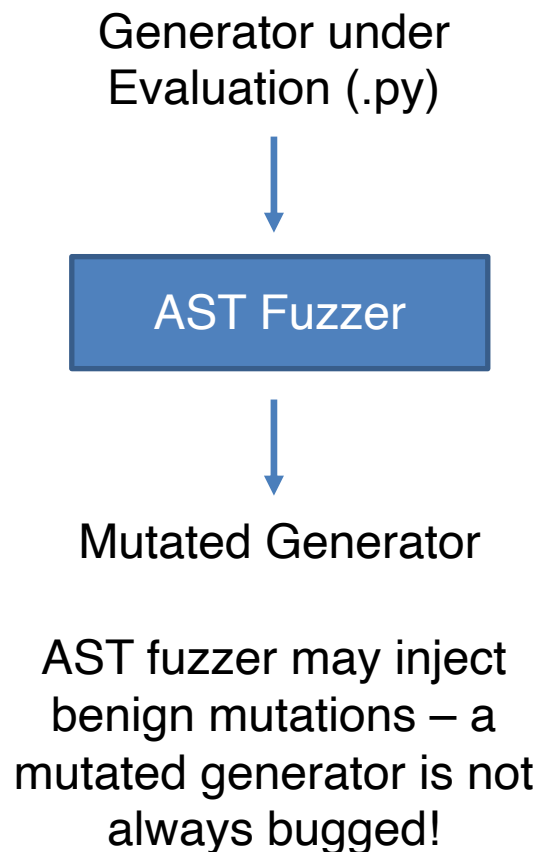 Generator under
Evaluation (.py)
AST Fuzzer
Mutated Generator
AST fuzzer may inject
benign mutations – a
mutated generator is not
always bugged!